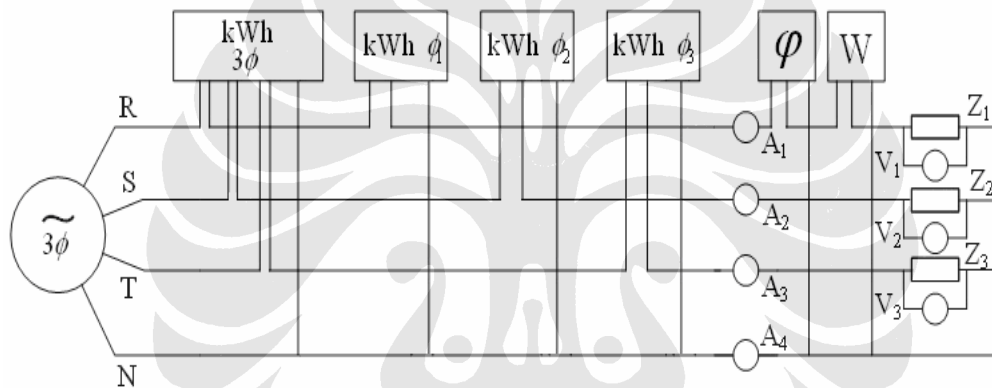 kWh
3ϕ
kWh ϕ₁
kWh ϕ₂
kWh ϕ₃
φ
W
R
A₁
Z₁
V₁
S
A₂
Z₂
V₂
~
3ϕ
T
A₃
Z₃
V₃
N
A₄